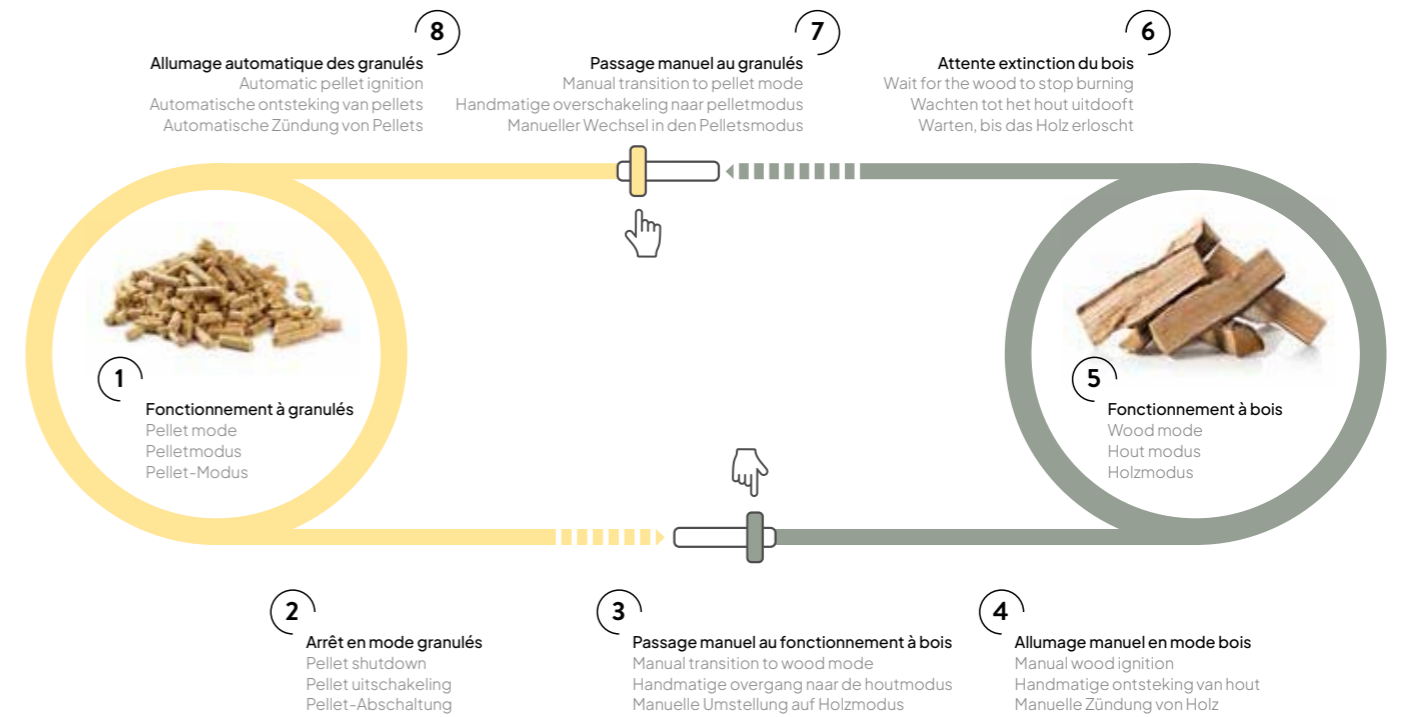 8
Allumage automatique des granulés
Automatic pellet ignition
Automatische ontsteking van pellets
Automatische Zündung von Pellets
7
Passage manuel au granulés
Manual transition to pellet mode
Handmatige overschakeling naar pelletmodus
Manueller Wechsel in den Pelletsmodus
6
Attente extinction du bois
Wait for the wood to stop burning
Wachten tot het hout uitdooft
Warten, bis das Holz erloscht
1
Fonctionnement à granulés
Pellet mode
Pelletmodus
Pellet-Modus
5
Fonctionnement à bois
Wood mode
Hout modus
Holzmodus
2
Arrêt en mode granulés
Pellet shutdown
Pellet uitschakeling
Pellet-Abschaltung
3
Passage manuel au fonctionnement à bois
Manual transition to wood mode
Handmatige overgang naar de houtmodus
Manuelle Umstellung auf Holzmodus
4
Allumage manuel en mode bois
Manual wood ignition
Handmatige ontsteking van hout
Manuelle Zündung von Holz